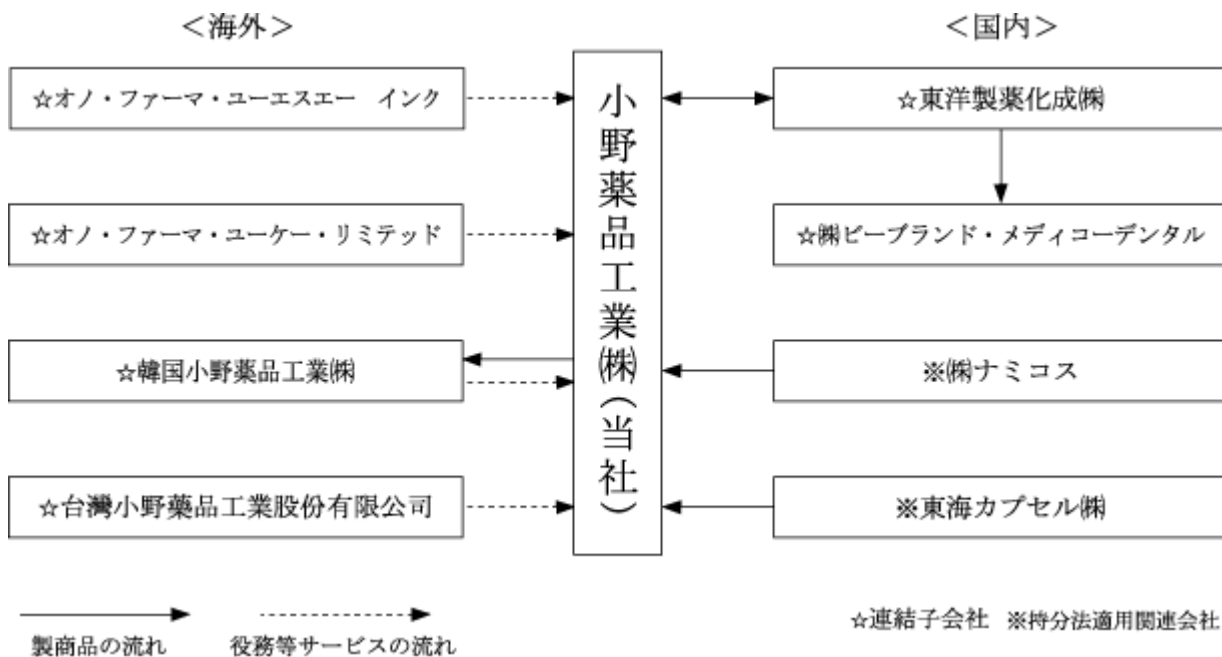 ＜海外＞
＜国内＞
☆オノ・ファーマ・ユーエスエー　インク
☆オノ・ファーマ・ユーケー・リミテッド
☆韓国小野薬品工業㈱
☆台灣小野藥品工業股份有限公司
小野薬品工業㈱（当社）
☆東洋製薬化成㈱
☆㈱ビーブランド・メディコーデンタル
※㈱ナミコス
※東海カプセル㈱
製商品の流れ
役務等サービスの流れ
☆連結子会社 ※持分法適用関連会社